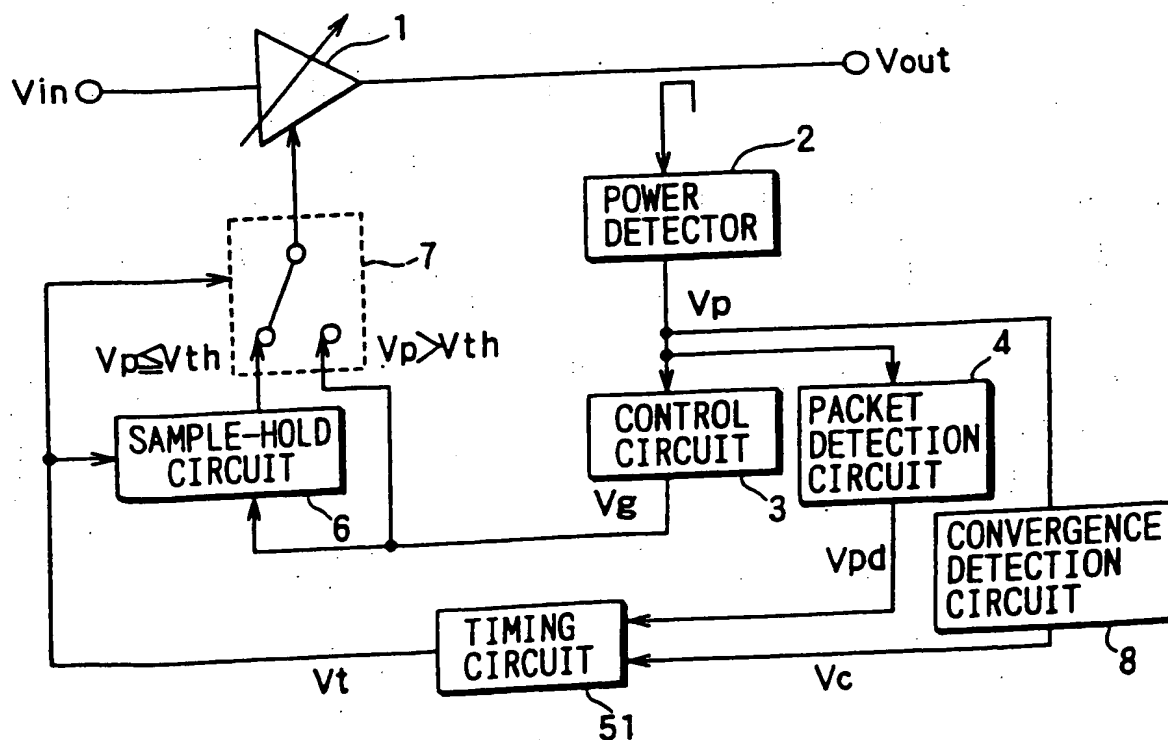 1
Vin
Vout
2
POWER
DETECTOR
7
Vp
Vp≦Vth
Vp>Vth
4
SAMPLE-HOLD
CIRCUIT
6
CONTROL
CIRCUIT
3
PACKET
DETECTION
CIRCUIT
Vg
Vpd
CONVERGENCE
DETECTION
CIRCUIT
8
TIMING
CIRCUIT
51
Vt
Vc